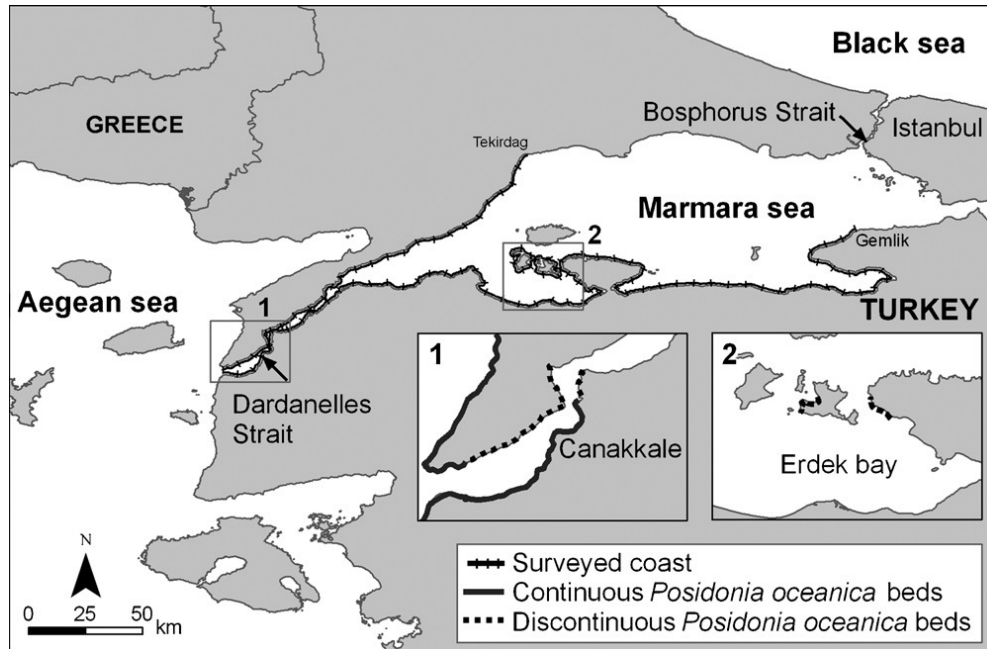 Black sea
Bosphorus Strait
Istanbul
GREECE
Tekirdag
Marmara sea
2
Gemlik
Aegean sea
1
TURKEY
Dardanelles
Strait
1
Canakkale
2
Erdek bay
N
0 25 50
km
Surveyed coast
Continuous Posidonia oceanica beds
Discontinuous Posidonia oceanica beds